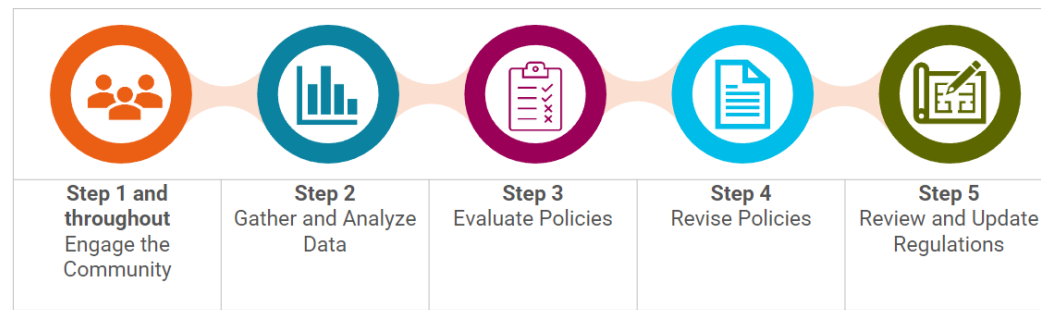 Step 1 and
throughout
Engage the
Community
Step 2
Gather and Analyze
Data
Step 3
Evaluate Policies
Step 4
Revise Policies
Step 5
Review and Update
Regulations